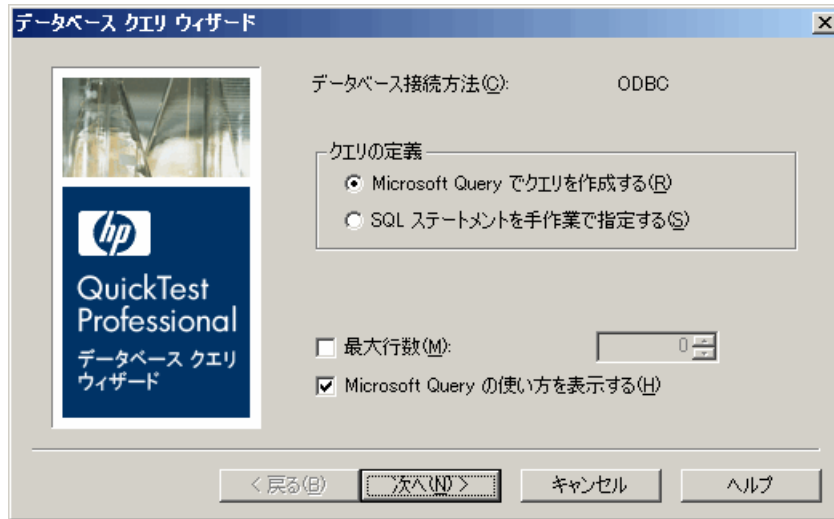 データベース クエリ ウィザード
データベース接続方法(C): ODBC
クエリの定義
Microsoft Query でクエリを作成する(R)
SQL ステートメントを手作業で指定する(S)
hp
QuickTest
Professional
データベース クエリ
ウィザード
最大行数(M): 0
Microsoft Query の使い方を表示する(H)
< 戻る(B) 次へ(N) > キャンセル ヘルプ